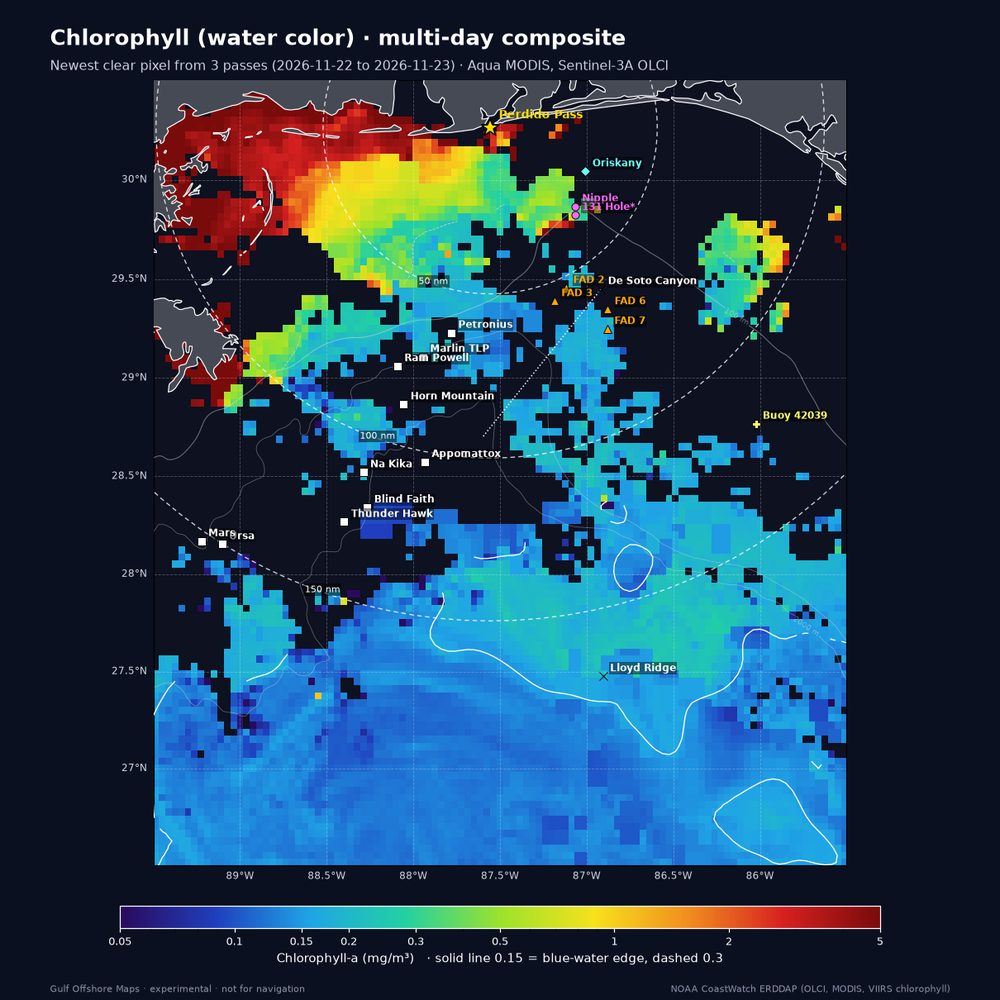 Chlorophyll (water color) · multi-day composite
Newest clear pixel from 3 passes (2026-11-22 to 2026-11-23) · Aqua MODIS, Sentinel-3A OLCI
Perdido Pass
Oriskany
30°N
Nipple
131 Hole*
29.5°N
50 nm
FAD 2
De Soto Canyon
FAD 3
FAD 6
FAD 7
Petronius
Marlin TLP
Ram Powell
29°N
Horn Mountain
Buoy 42039
100 nm
Appomattox
Na Kika
28.5°N
Blind Faith
Thunder Hawk
Mars
Ursa
28°N
150 nm
27.5°N
Lloyd Ridge
27°N
89°W 88.5°W 88°W 87.5°W 87°W 86.5°W 86°W
0.05 0.1 0.15 0.2 0.3 0.5 1 2 5
Chlorophyll-a (mg/m³) · solid line 0.15 = blue-water edge, dashed 0.3
Gulf Offshore Maps · experimental · not for navigation
NOAA CoastWatch ERDDAP (OLCI, MODIS, VIIRS chlorophyll)